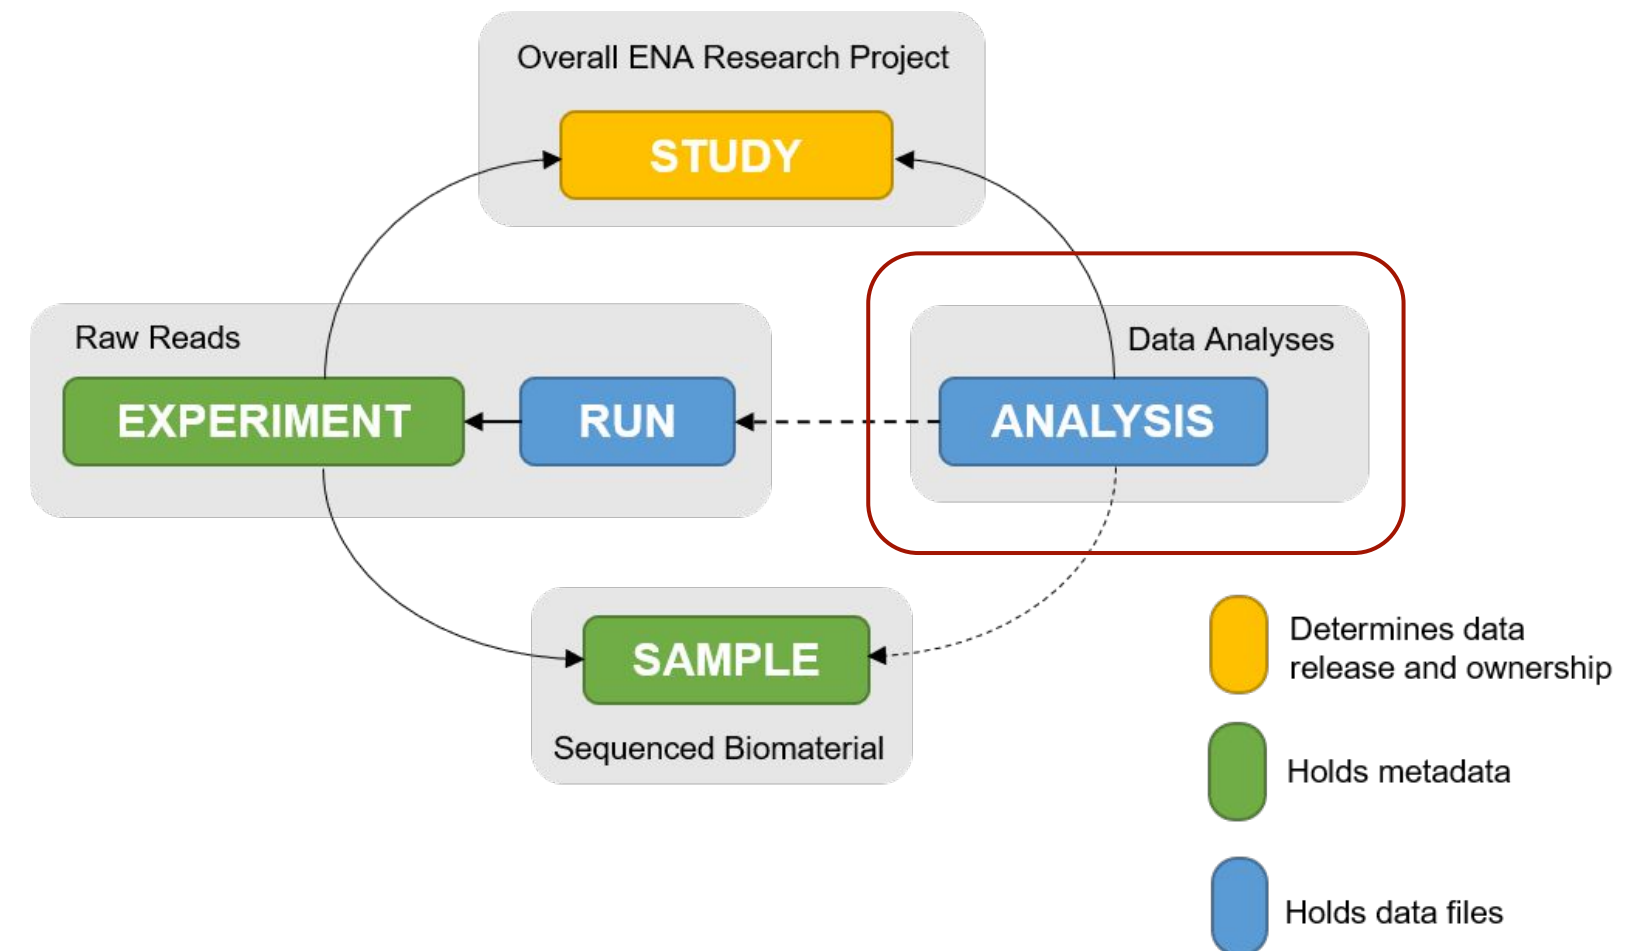 Overall ENA Research Project
STUDY
Raw Reads
EXPERIMENT
RUN
Data Analyses
ANALYSIS
SAMPLE
Sequenced Biomaterial
Determines data
release and ownership
Holds metadata
Holds data files